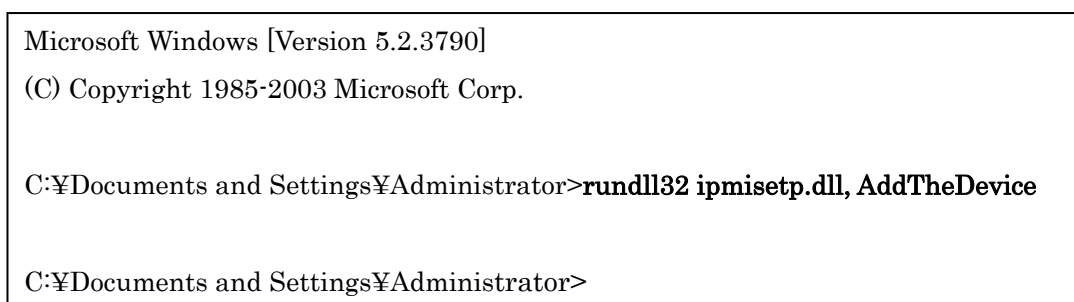 Microsoft Windows [Version 5.2.3790]
(C) Copyright 1985-2003 Microsoft Corp.
C:¥Documents and Settings¥Administrator>rundll32 ipmisetp.dll, AddTheDevice
C:¥Documents and Settings¥Administrator>